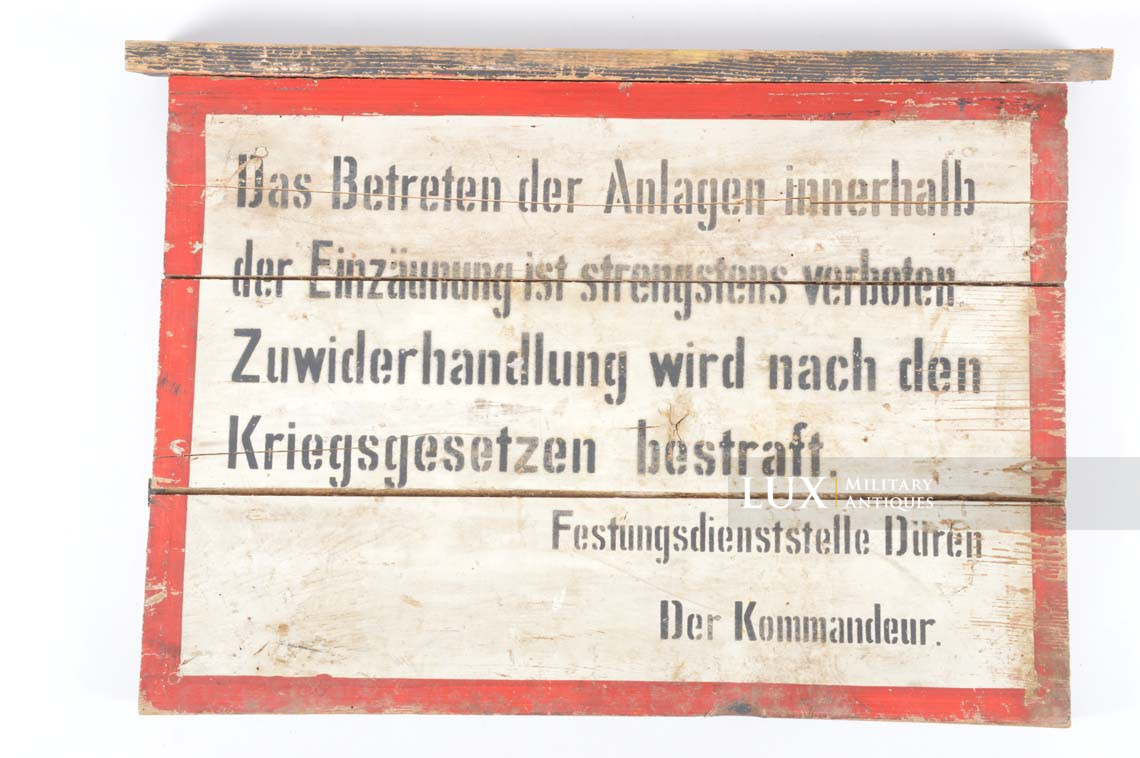 Das Betreten der Anlagen innerhalb
der Einzäunung ist strengstens verboten
Zuwiderhandlung wird nach den
Kriegsgesetzen bestraft.
LUX MILITARY ANTIQUES
Festungsdienststelle Düren
Der Kommandeur.